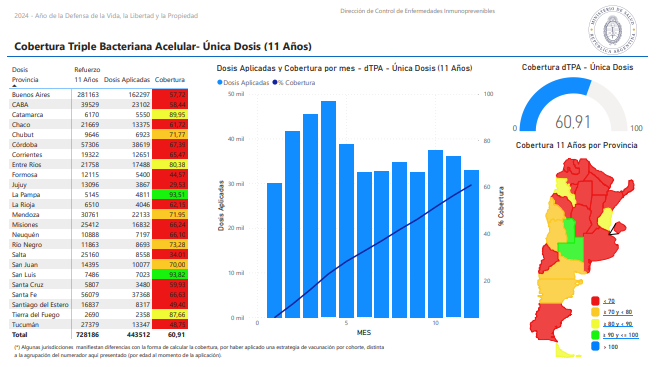 2024 - Año de la Defensa de la Vida, la Libertad y la Propiedad
Dirección de Control de Enfermedades Inmunoprevenibles
MINISTERIO DE SALUD
REPUBLICA ARGENTINA
Cobertura Triple Bacteriana Acelular- Única Dosis (11 Años)
Dosis Refuerzo
Provincia 11 Años Dosis Aplicadas Cobertura
Buenos Aires 281163 162297 57,72
CABA 39529 23102 58,44
Catamarca 6170 5550 89,95
Chaco 21669 13375 61,72
Chubut 9646 6923 71,77
Córdoba 57306 38619 67,39
Corrientes 19322 12651 65,47
Entre Ríos 21758 17488 80,38
Formosa 12115 5400 44,57
Jujuy 13096 3867 29,53
La Pampa 5145 4811 93,51
La Rioja 6510 4046 62,15
Mendoza 30761 22133 71,95
Misiones 25412 16832 66,24
Neuquén 10888 7197 66,10
Río Negro 11863 8693 73,28
Salta 25160 8558 34,01
San Juan 14395 10077 70,00
San Luis 7486 7023 93,82
Santa Cruz 5807 3480 59,93
Santa Fe 56079 37368 66,63
Santiago del Estero 16837 8317 49,40
Tierra del Fuego 2690 2358 87,66
Tucumán 27379 13347 48,75
Total 728186 443512 60,91
Dosis Aplicadas y Cobertura por mes - dTPA - Única Dosis (11 Años)
Dosis Aplicadas % Cobertura
50 mil
40 mil
30 mil
20 mil
10 mil
0 mil
Dosis Aplicadas
100
80
60
40
20
% Cobertura
0 5 10
MES
Cobertura dTPA - Única Dosis
60,91
0 100
Cobertura 11 Años por Provincia
< 70
≥ 70 y < 80
≥ 80 y < 90
≥ 90 y <= 100
> 100
(*) Algunas jurisdicciones manifiestan diferencias con la forma de calcular la cobertura, por haber aplicado una estrategia de vacunación por cohorte, distinta
a la agrupación del numerador aquí presentado (por edad al momento de la aplicación).